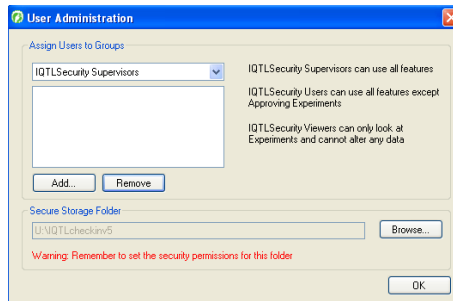 User Administration
Assign Users to Groups
IQTLSecurity Supervisors
IQTLSecurity Supervisors can use all features
IQTLSecurity Users can use all features except
Approving Experiments
IQTLSecurity Viewers can only look at
Experiments and cannot alter any data
Add...
Remove
Secure Storage Folder
U:\IQTLcheckinv5
Browse...
Warning: Remember to set the security permissions for this folder
OK